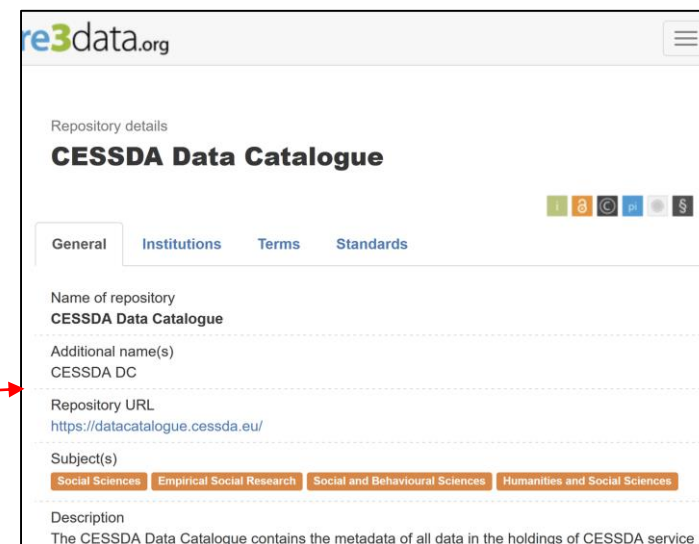 re3data.org
Repository details
CESSDA Data Catalogue
i © pi §
General Institutions Terms Standards
Name of repository
CESSDA Data Catalogue
Additional name(s)
CESSDA DC
Repository URL
https://datacatalogue.cessda.eu/
Subject(s)
Social Sciences Empirical Social Research Social and Behavioural Sciences Humanities and Social Sciences
Description
The CESSDA Data Catalogue contains the metadata of all data in the holdings of CESSDA service